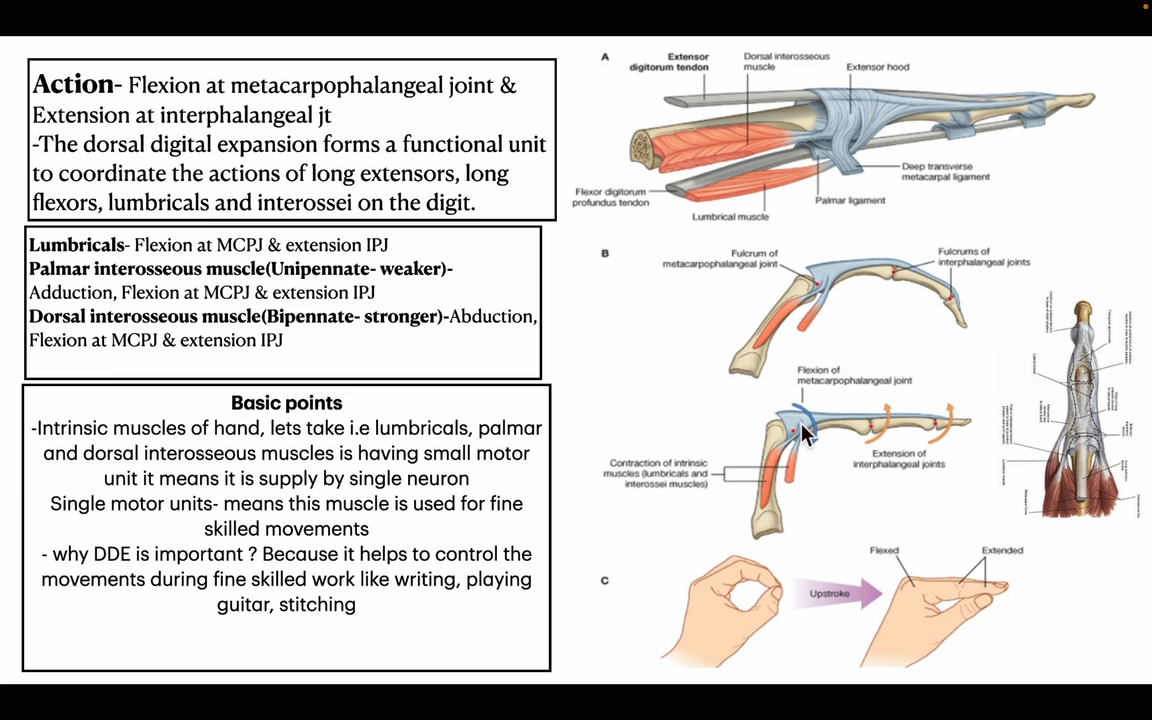 Action- Flexion at metacarpophalangeal joint &
Extension at interphalangeal jt
-The dorsal digital expansion forms a functional unit
to coordinate the actions of long extensors, long
flexors, lumbricals and interossei on the digit.
Lumbricals- Flexion at MCPJ & extension IPJ
Palmar interosseous muscle(Unipennate- weaker)-
Adduction, Flexion at MCPJ & extension IPJ
Dorsal interosseous muscle(Bipennate- stronger)-Abduction,
Flexion at MCPJ & extension IPJ
Basic points
-Intrinsic muscles of hand, lets take i.e lumbricals, palmar
and dorsal interosseous muscles is having small motor
unit it means it is supply by single neuron
Single motor units- means this muscle is used for fine
skilled movements
- why DDE is important ? Because it helps to control the
movements during fine skilled work like writing, playing
guitar, stitching
A
Extensor
digitorum tendon
Dorsal interosseous
muscle
Extensor hood
Deep transverse
metacarpal ligament
Palmar ligament
Flexor digitorum
profundus tendon
Lumbrical muscle
B
Fulcrum of
metacarpophalangeal joint
Fulcrums of
interphalangeal joints
Flexion of
metacarpophalangeal joint
Contraction of intrinsic
muscles (lumbricals and
interossei muscles)
Extension of
interphalangeal joints
C
Upstroke
Flexed
Extended